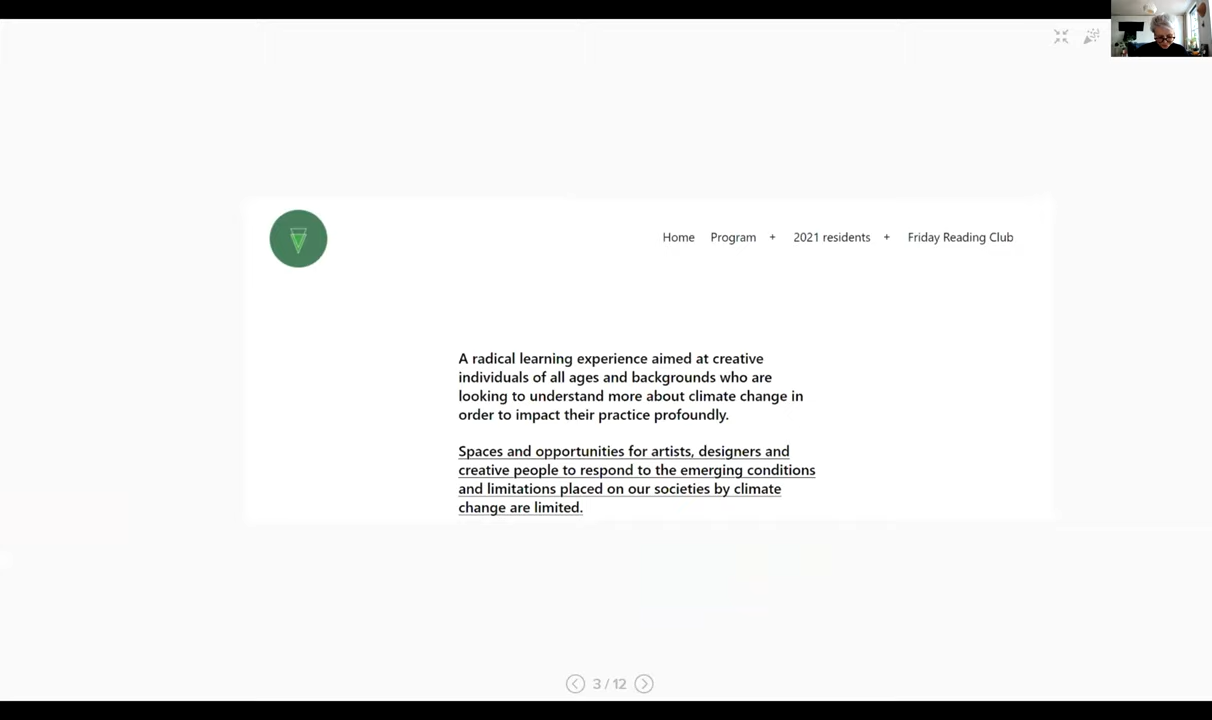 Home Program + 2021 residents + Friday Reading Club
A radical learning experience aimed at creative
individuals of all ages and backgrounds who are
looking to understand more about climate change in
order to impact their practice profoundly.
Spaces and opportunities for artists, designers and
creative people to respond to the emerging conditions
and limitations placed on our societies by climate
change are limited.
3 / 12